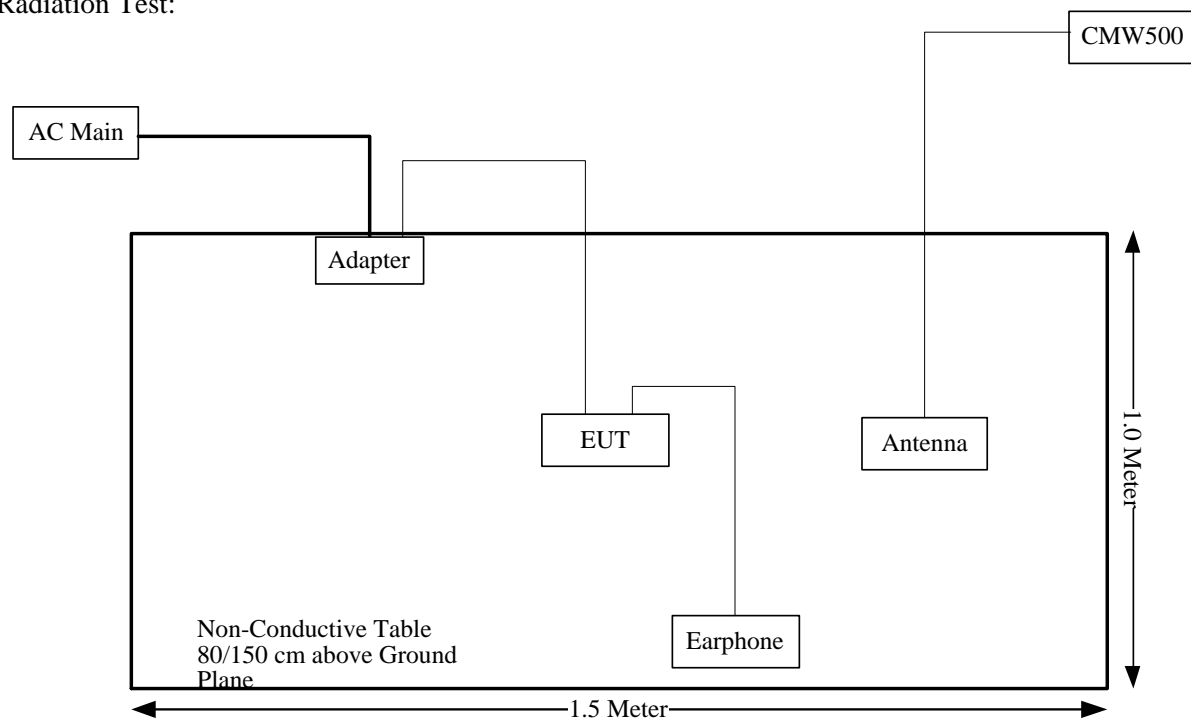 Radiation Test:
CMW500
AC Main
Adapter
EUT
Antenna
1.0 Meter
Non-Conductive Table
80/150 cm above Ground
Plane
Earphone
1.5 Meter